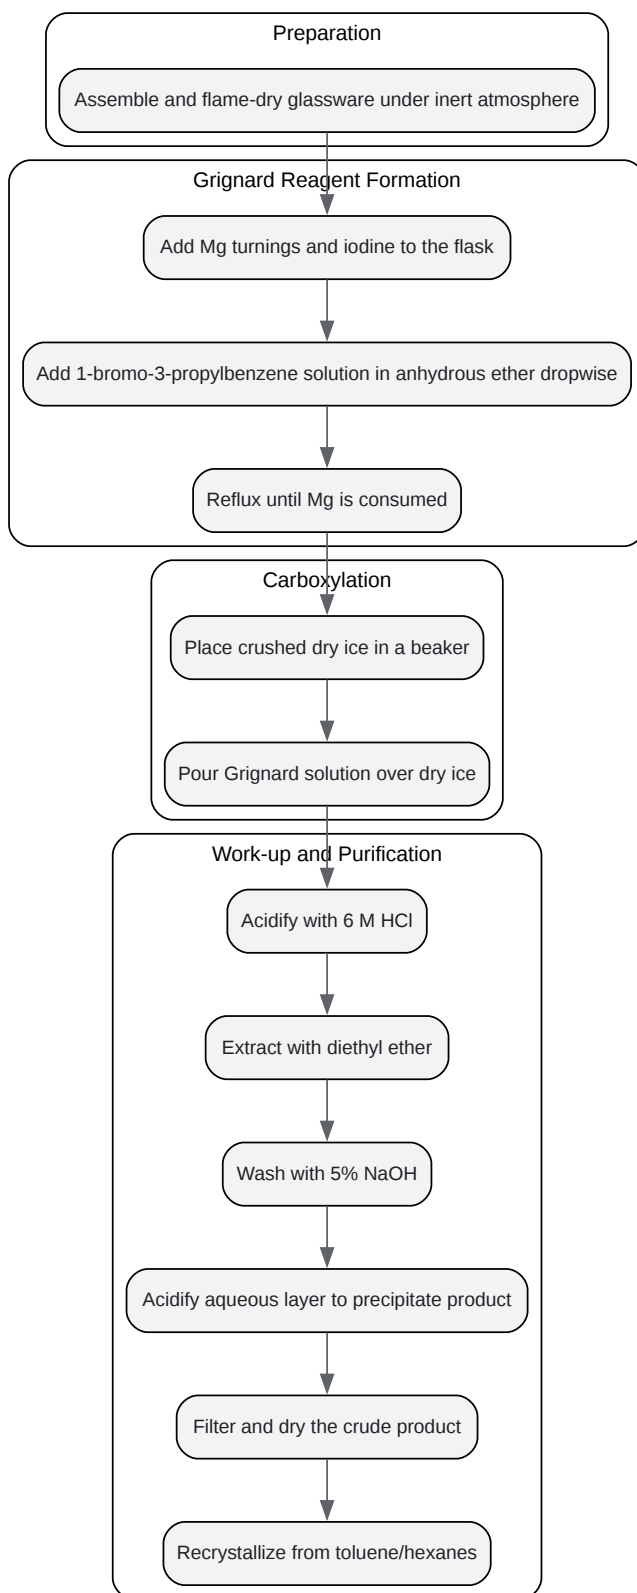 Preparation
Assemble and flame-dry glassware under inert atmosphere
Grignard Reagent Formation
Add Mg turnings and iodine to the flask
Add 1-bromo-3-propylbenzene solution in anhydrous ether dropwise
Reflux until Mg is consumed
Carboxylation
Place crushed dry ice in a beaker
Pour Grignard solution over dry ice
Work-up and Purification
Acidify with 6 M HCl
Extract with diethyl ether
Wash with 5% NaOH
Acidify aqueous layer to precipitate product
Filter and dry the crude product
Recrystallize from toluene/hexanes